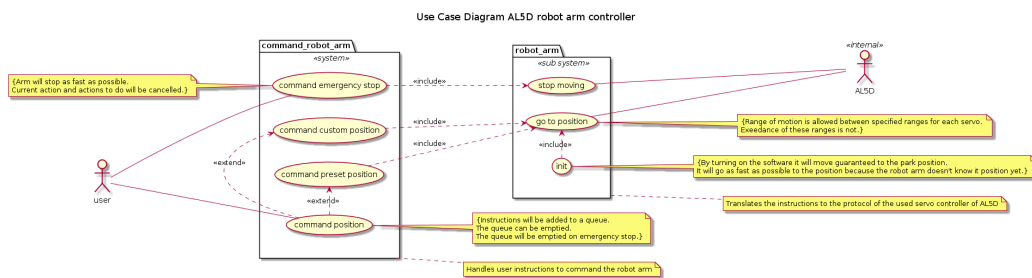 Use Case Diagram AL5D robot arm controller
command_robot_arm
«system»
robot_arm
«sub system»
«internal»
AL5D
{Arm will stop as fast as possible.
Current action and actions to do will be cancelled.}
command emergency stop
«include»
stop moving
command custom position
«include»
go to position
{Range of motion is allowed between specified ranges for each servo.
Exeedance of these ranges is not.}
«include»
«include»
«extend»
command preset position
init
{By turning on the software it will move guaranteed to the park position.
It will go as fast as possible to the position because the robot arm doesn't know it position yet.}
user
«extend»
Translates the instructions to the protocol of the used servo controller of AL5D
command position
{Instructions will be added to a queue.
The queue can be emptied.
The queue will be emptied on emergency stop.}
Handles user instructions to command the robot arm